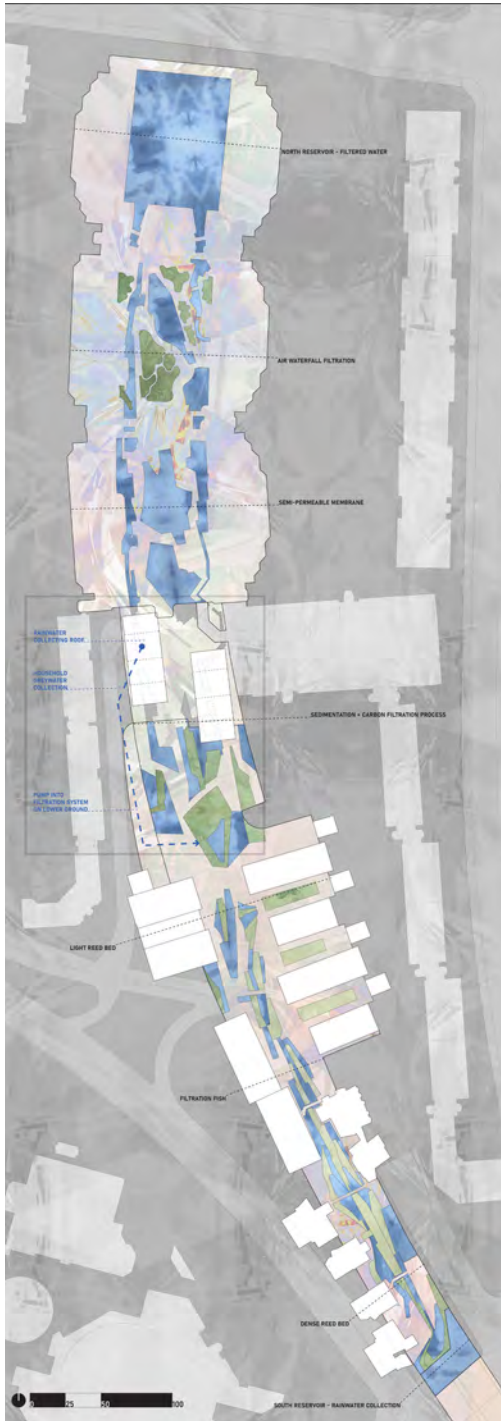 NORTH RESERVOIR - FILTERED WATER
AIR WATERFALL FILTRATION
SEMI-PERMEABLE MEMBRANE
RAINWATER
COLLECTING ROOF
HOUSEHOLD
GREYWATER
COLLECTION
SEDIMENTATION + CARBON FILTRATION PROCESS
PUMP INTO
FILTRATION SYSTEM
ON LOWER GROUND
LIGHT REED BED
FILTRATION FISH
DENSE REED BED
SOUTH RESERVOIR - RAINWATER COLLECTION
0 25 50 100